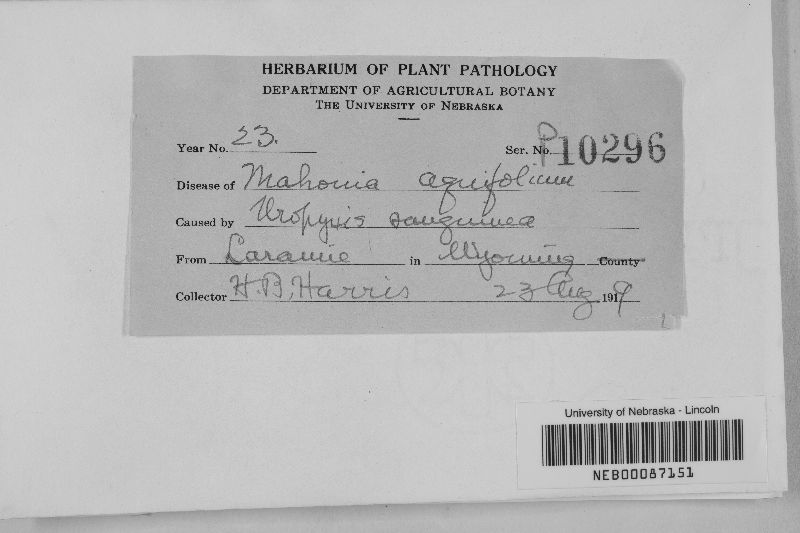 HERBARIUM OF PLANT PATHOLOGY
DEPARTMENT OF AGRICULTURAL BOTANY
THE UNIVERSITY OF NEBRASKA
Year No. 23. Ser. No. P10296
Disease of Mahonia aquifolium
Caused by Uropyxis sanguinea
From Laramie in Wyoming County
Collector H. B. Harris 23 Aug 1919
University of Nebraska - Lincoln
NEB00087151